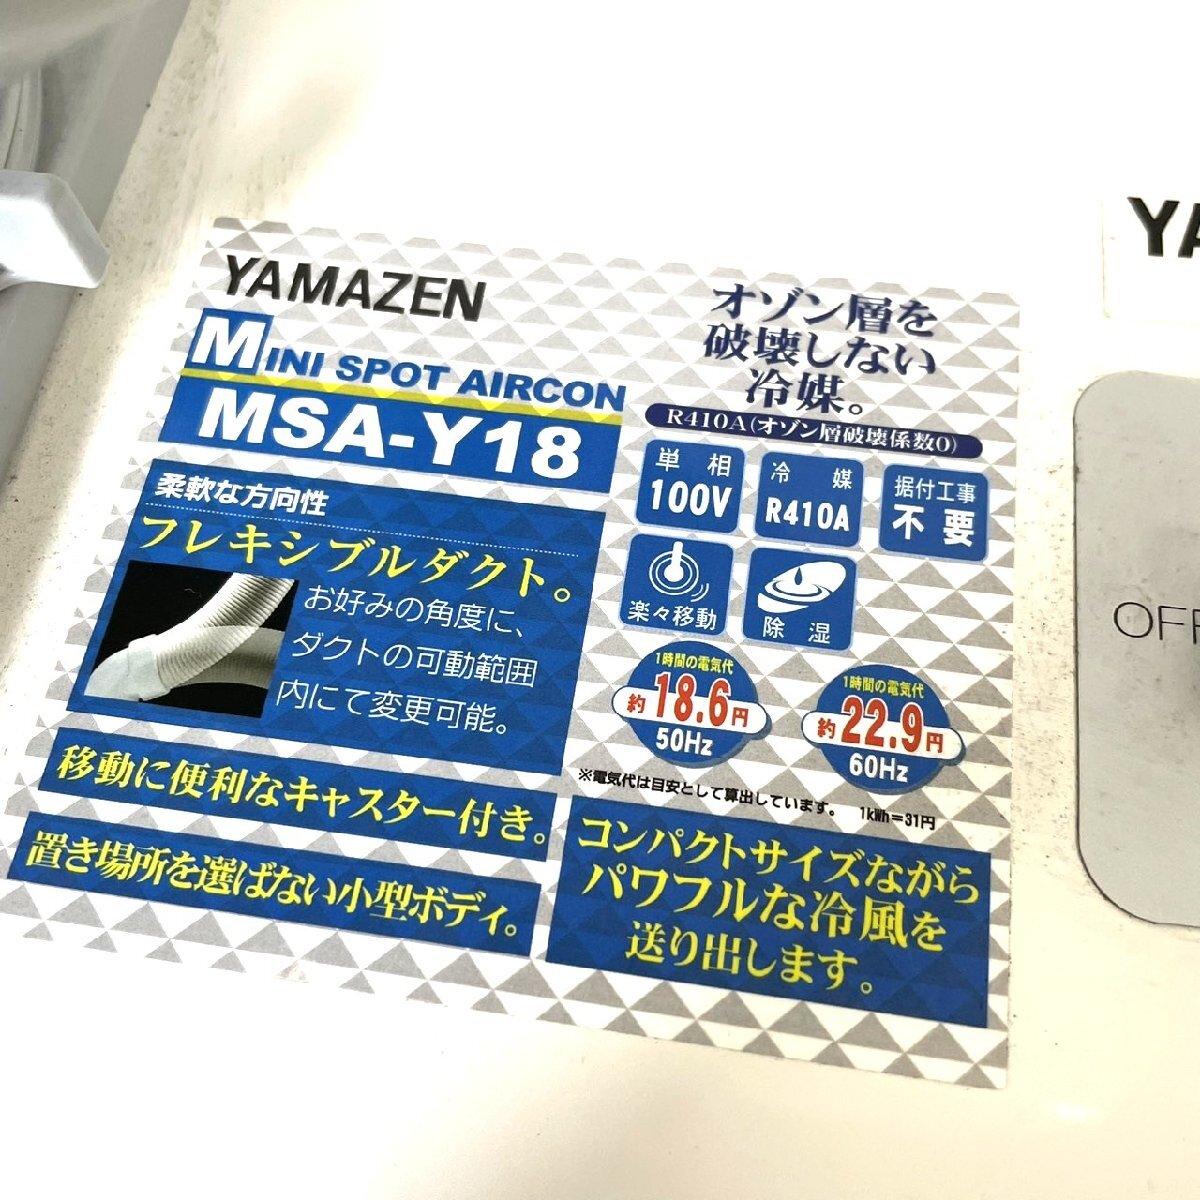 YAMAZEN
MINI SPOT AIRCON
MSA-Y18
柔軟な方向性
フレキシブルダクト。
お好みの角度に、
ダクトの可動範囲
内にて変更可能。
移動に便利なキャスター付き。
置き場所を選ばない小型ボディ。
オゾン層を
破壊しない
冷媒。
R410A(オゾン層破壊係数0)
単相
100V
冷媒
R410A
据付工事
不要
楽々移動
除湿
1時間の電気代
約18.6円
50Hz
1時間の電気代
約22.9円
60Hz
※電気代は目安として算出しています。 1kWh=31円
コンパクトサイズながら
パワフルな冷風を
送り出します。
YA
OFF